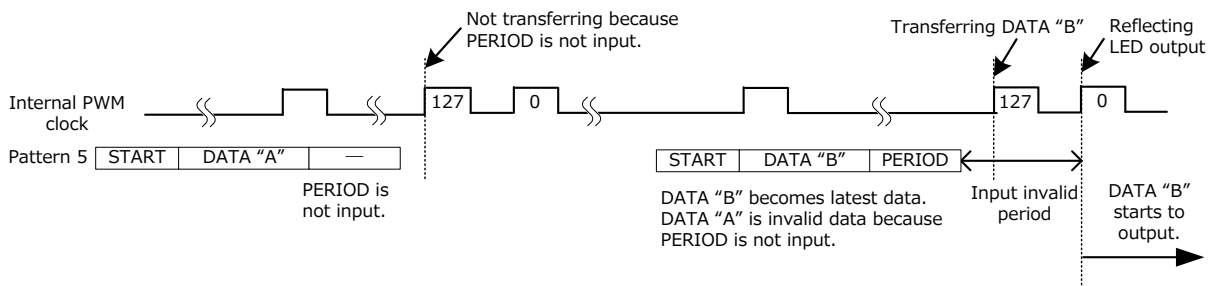 Not transferring because
PERIOD is not input.
Transferring DATA “B”
Reflecting
LED output
Internal PWM
clock
127
0
127
0
Pattern 5
START
DATA “A”
—
START
DATA “B”
PERIOD
PERIOD is
not input.
DATA “B” becomes latest data.
DATA “A” is invalid data because
PERIOD is not input.
Input invalid
period
DATA “B”
starts to
output.